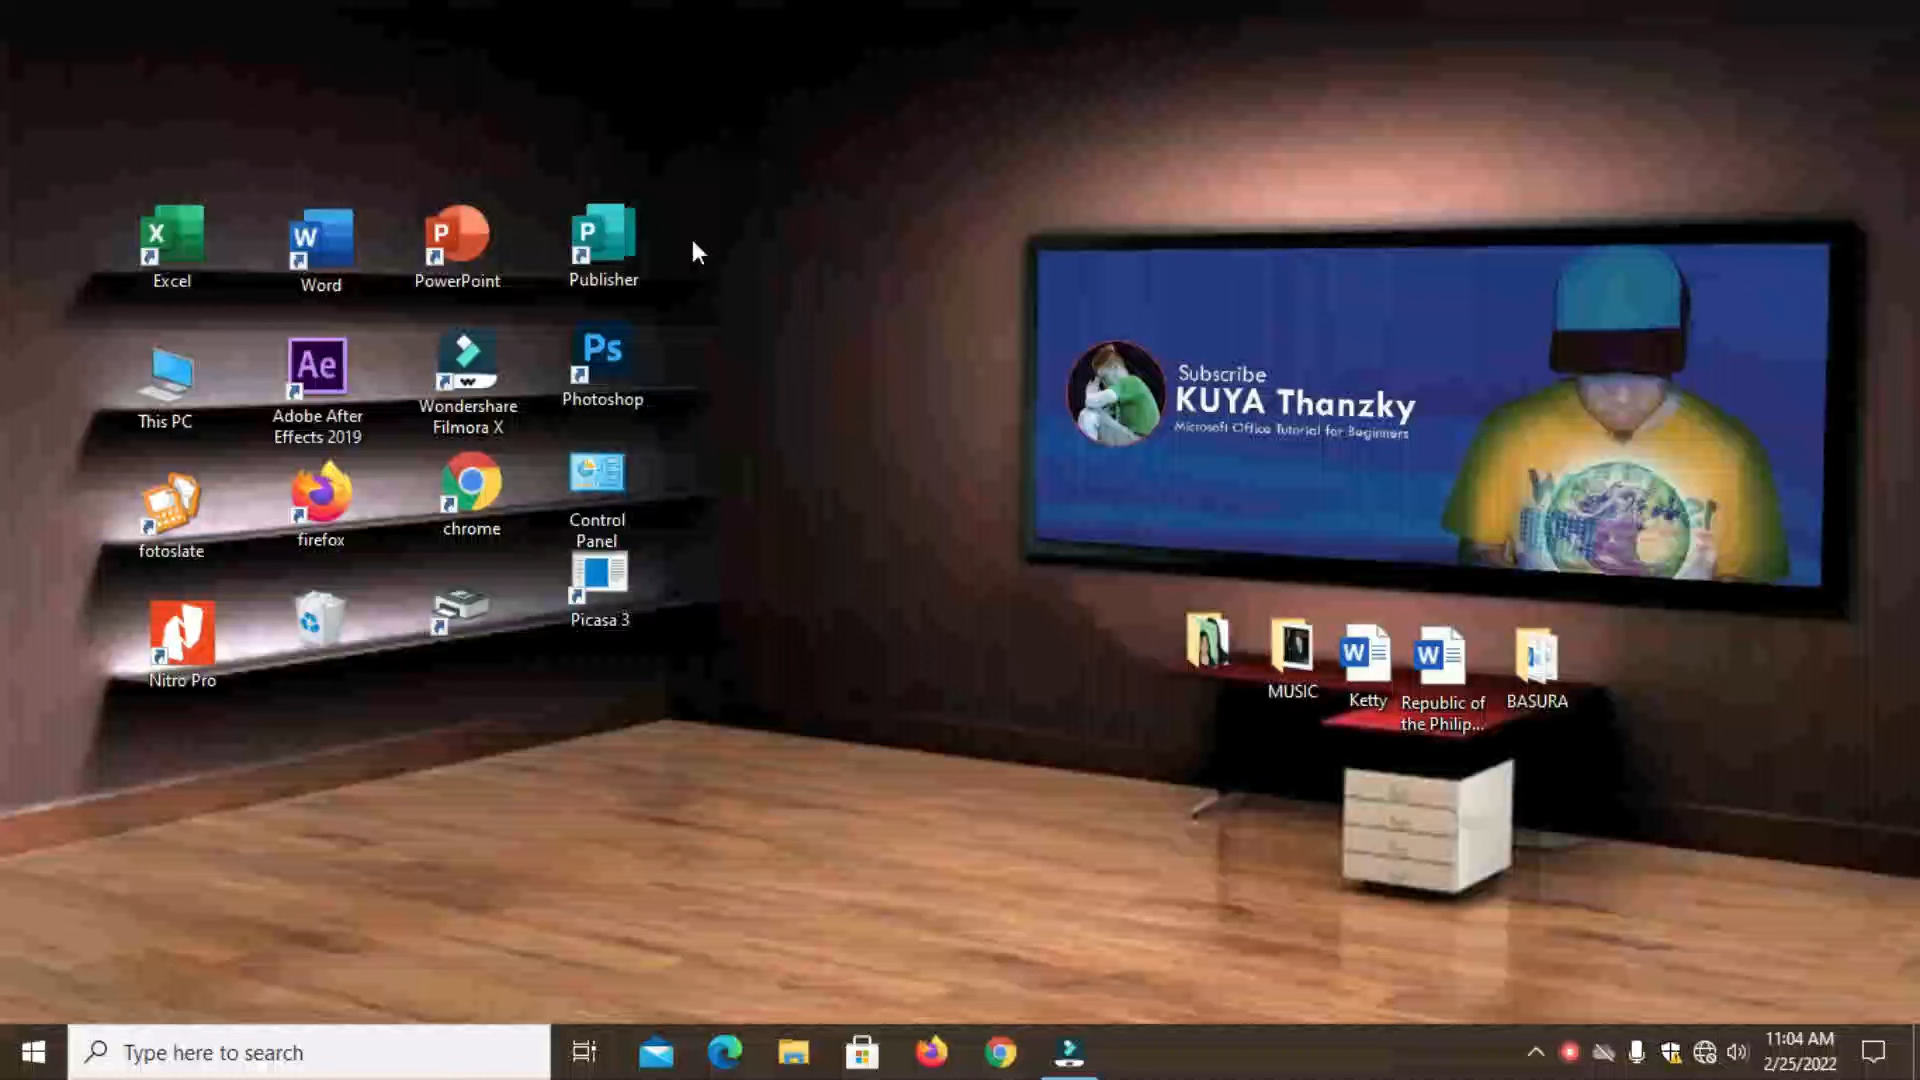 Excel
Word
PowerPoint
Publisher
This PC
Adobe After
Effects 2019
Wondershare
Filmora X
Photoshop
fotoslate
firefox
chrome
Control
Panel
Nitro Pro
Picasa 3
Subscribe
KUYA Thanzky
Microsoft Office Tutorial for Beginners
MUSIC
Ketty
Republic of
the Philip...
BASURA
Type here to search
11:04 AM
2/25/2022